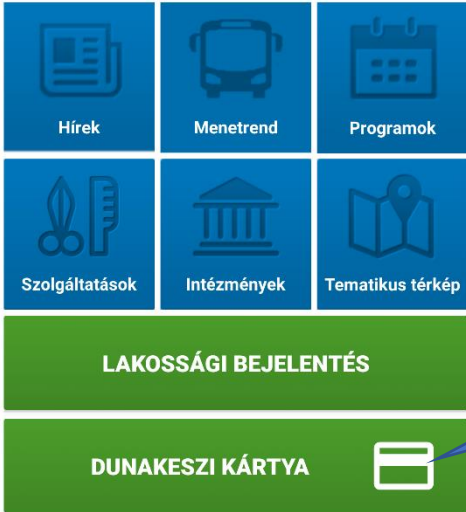 Hírek
Menetrend
Programok
Szolgáltatások
Intézmények
Tematikus térkép
LAKOSSÁGI BEJELENTÉS
DUNAKESZI KÁRTYA